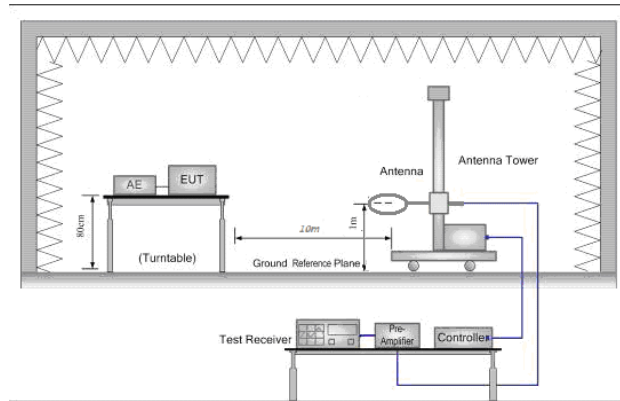 Antenna
Antenna Tower
AE
EUT
80cm
(Turntable)
10m
1m
Ground Reference Plane
Test Receiver
Pre-
Amplifier
Controller